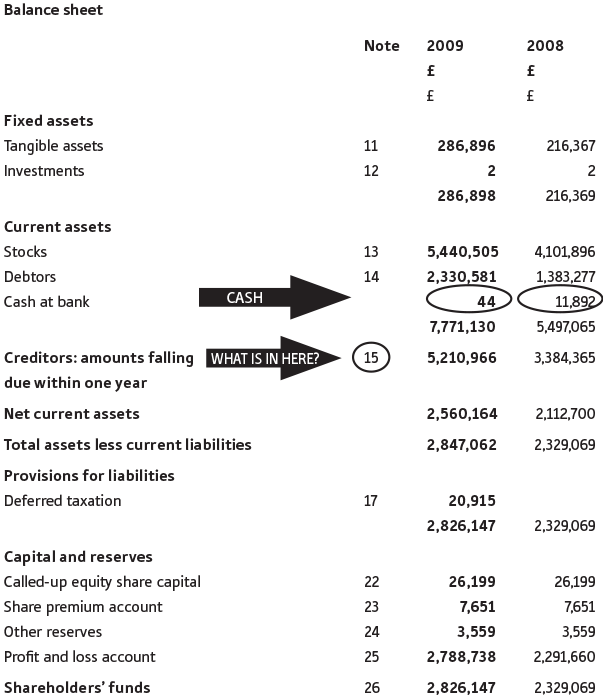 Balance sheet
Note 2009 2008
£ £
£ £
Fixed assets
Tangible assets 11 286,896 216,367
Investments 12 2 2
286,898 216,369
Current assets
Stocks 13 5,440,505 4,101,896
Debtors 14 2,330,581 1,383,277
Cash at bank CASH 44 11,892
7,771,130 5,497,065
Creditors: amounts falling WHAT IS IN HERE? 15 5,210,966 3,384,365
due within one year
Net current assets 2,560,164 2,112,700
Total assets less current liabilities 2,847,062 2,329,069
Provisions for liabilities
Deferred taxation 17 20,915
2,826,147 2,329,069
Capital and reserves
Called-up equity share capital 22 26,199 26,199
Share premium account 23 7,651 7,651
Other reserves 24 3,559 3,559
Profit and loss account 25 2,788,738 2,291,660
Shareholders' funds 26 2,826,147 2,329,069